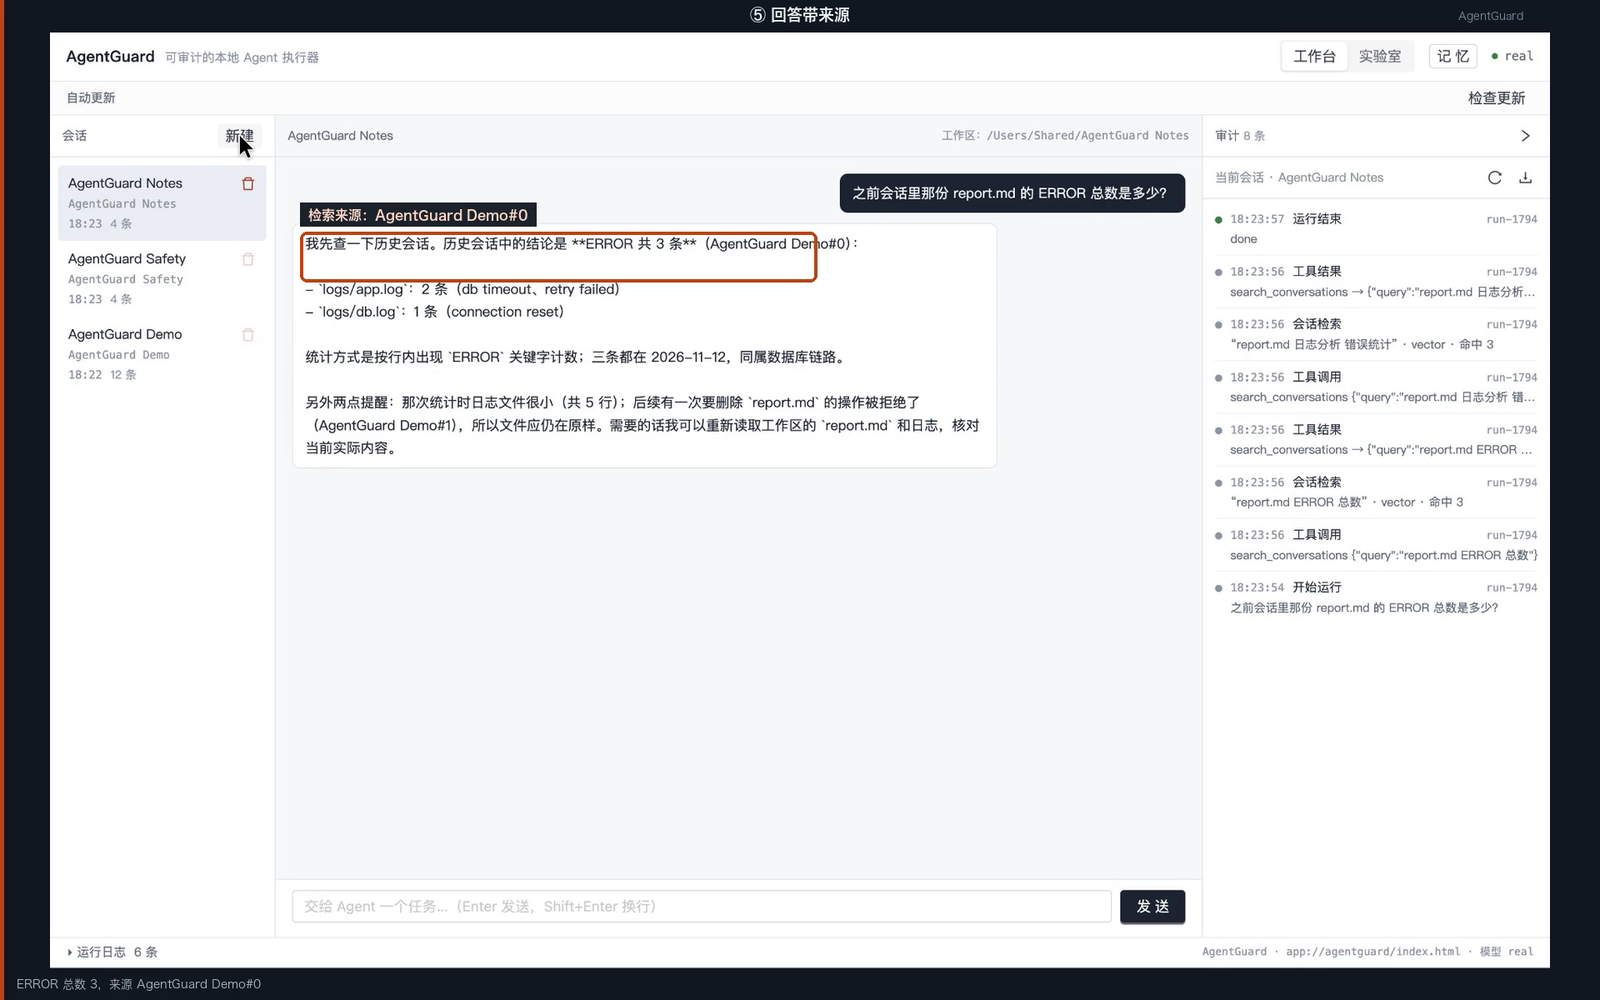 ⑤ 回答带来源
AgentGuard
AgentGuard 可审计的本地 Agent 执行器
工作台 实验室 记 忆 real
自动更新
检查更新
会话 新建
AgentGuard Notes
AgentGuard Notes
18:23 4 条
AgentGuard Safety
AgentGuard Safety
18:23 4 条
AgentGuard Demo
AgentGuard Demo
18:22 12 条
AgentGuard Notes
工作区：/Users/Shared/AgentGuard Notes
之前会话里那份 report.md 的 ERROR 总数是多少？
检索来源：AgentGuard Demo#0
我先查一下历史会话。历史会话中的结论是 **ERROR 共 3 条**（AgentGuard Demo#0）：
– `logs/app.log`：2 条（db timeout、retry failed）
– `logs/db.log`：1 条（connection reset）
统计方式是按行内出现 `ERROR` 关键字计数；三条都在 2026–11–12，同属数据库链路。
另外两点提醒：那次统计时日志文件很小（共 5 行）；后续有一次要删除 `report.md` 的操作被拒绝了
（AgentGuard Demo#1），所以文件应仍在原样。需要的话我可以重新读取工作区的 `report.md` 和日志，核对
当前实际内容。
交给 Agent 一个任务...（Enter 发送，Shift+Enter 换行）
发 送
审计 8 条
当前会话 · AgentGuard Notes
18:23:57 运行结束 run-1794
done
18:23:56 工具结果 run-1794
search_conversations → {"query":"report.md 日志分析...
18:23:56 会话检索 run-1794
“report.md 日志分析 错误统计” · vector · 命中 3
18:23:56 工具调用 run-1794
search_conversations {"query":"report.md 日志分析 错...
18:23:56 工具结果 run-1794
search_conversations → {"query":"report.md ERROR ...
18:23:56 会话检索 run-1794
“report.md ERROR 总数” · vector · 命中 3
18:23:56 工具调用 run-1794
search_conversations {"query":"report.md ERROR 总数"}
18:23:54 开始运行 run-1794
之前会话里那份 report.md 的 ERROR 总数是多少？
运行日志 6 条
AgentGuard · app://agentguard/index.html · 模型 real
ERROR 总数 3，来源 AgentGuard Demo#0